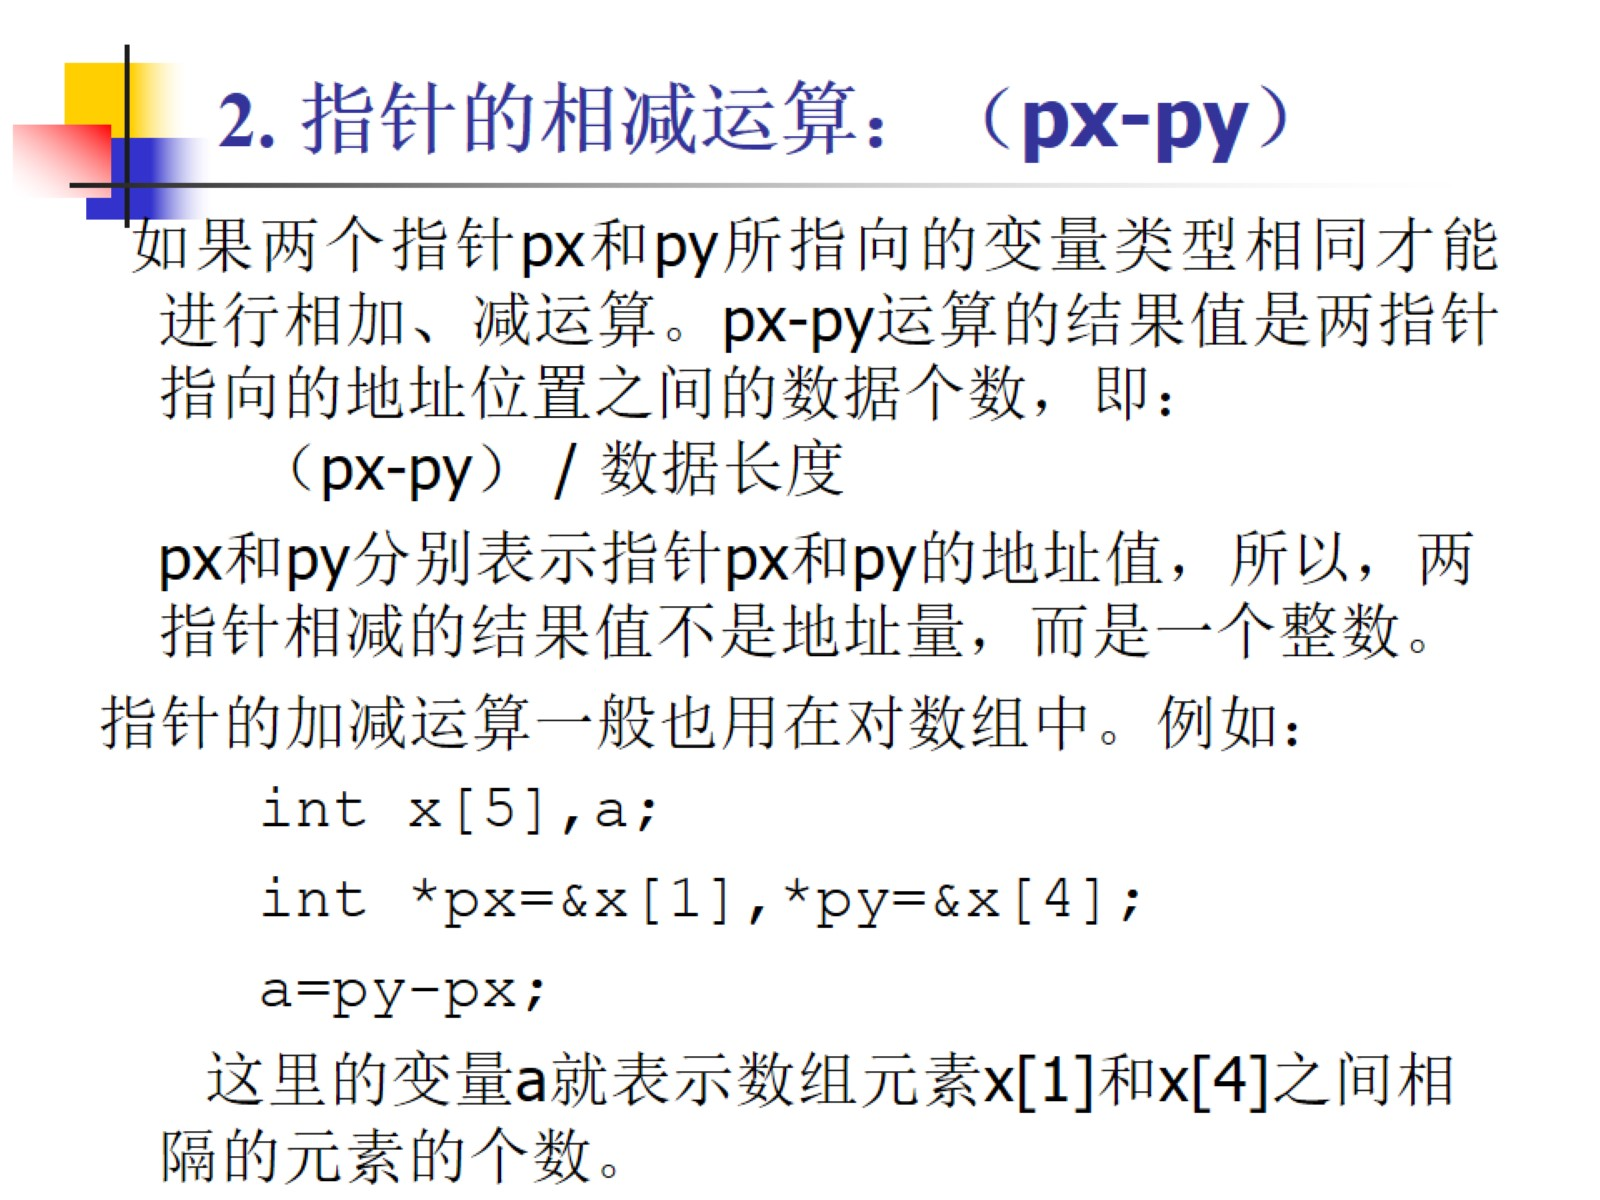 2. 指针的相减运算：（px-py）
如果两个指针px和py所指向的变量类型相同才能
进行相加、减运算。px-py运算的结果值是两指针
指向的地址位置之间的数据个数，即：
（px-py） / 数据长度
px和py分别表示指针px和py的地址值，所以，两
指针相减的结果值不是地址量，而是一个整数。
指针的加减运算一般也用在对数组中。例如：
int x[5],a;
int *px=&x[1],*py=&x[4];
a=py-px;
这里的变量a就表示数组元素x[1]和x[4]之间相
隔的元素的个数。